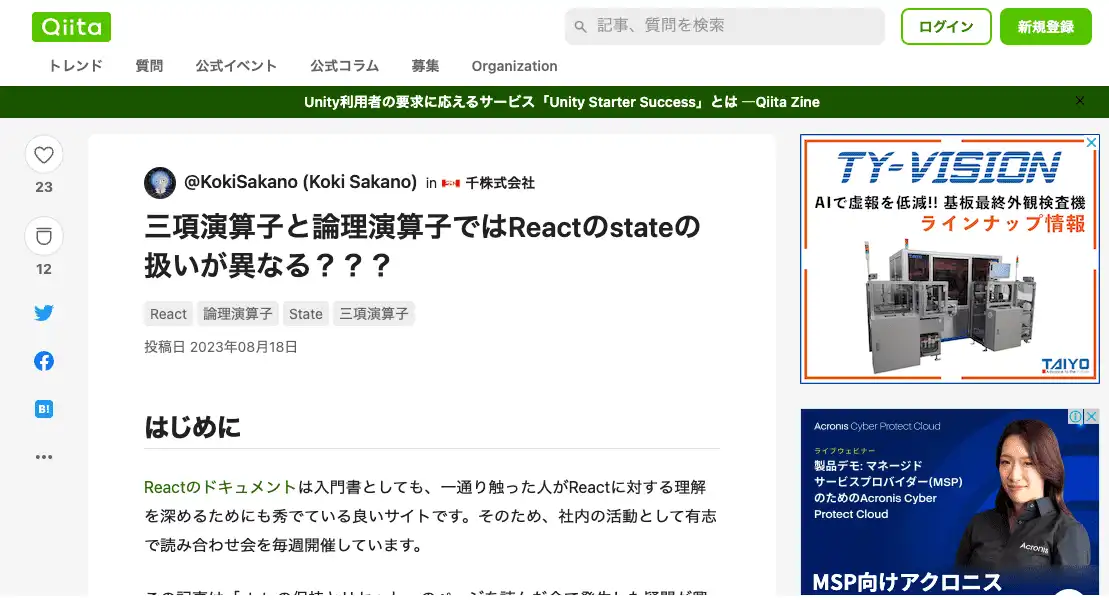 Qiita
記事、質問を検索
ログイン
新規登録
トレンド 質問 公式イベント 公式コラム 募集 Organization
Unity利用者の要求に応えるサービス「Unity Starter Success」とは ―Qiita Zine
23
12
B!
@KokiSakano (Koki Sakano) in 千株式会社
三項演算子と論理演算子ではReactのstateの
扱いが異なる？？？
React 論理演算子 State 三項演算子
投稿日 2023年08月18日
はじめに
Reactのドキュメントは入門書としても、一通り触った人がReactに対する理解
を深めるためにも秀でている良いサイトです。そのため、社内の活動として有志
で読み合わせ会を毎週開催しています。
TY-VISION
AIで虚報を低減!! 基板最終外観検査機
ラインナップ情報
TAIYO
Acronis Cyber Protect Cloud
ライブウェビナー
製品デモ: マネージド
サービスプロバイダー(MSP)
のためのAcronis Cyber
Protect Cloud
Acronis
MSP向けアクロニス